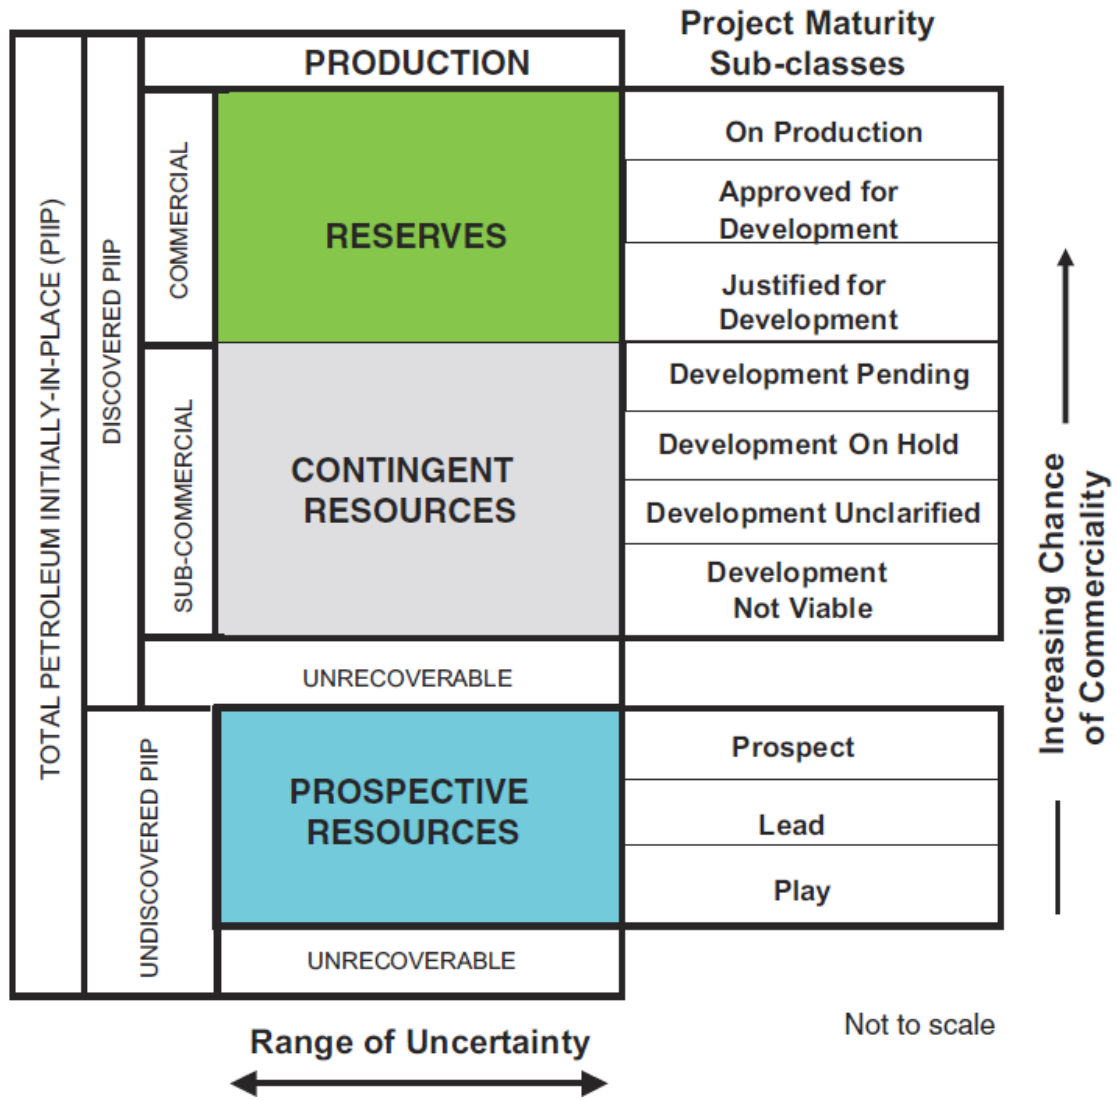 Project Maturity
Sub-classes
PRODUCTION
TOTAL PETROLEUM INITIALLY-IN-PLACE (PIIP)
DISCOVERED PIIP
COMMERCIAL
RESERVES
On Production
Approved for
Development
Justified for
Development
SUB-COMMERCIAL
CONTINGENT
RESOURCES
Development Pending
Development On Hold
Development Unclarified
Development
Not Viable
UNRECOVERABLE
UNDISCOVERED PIIP
PROSPECTIVE
RESOURCES
Prospect
Lead
Play
UNRECOVERABLE
Increasing Chance
of Commerciality
Not to scale
Range of Uncertainty